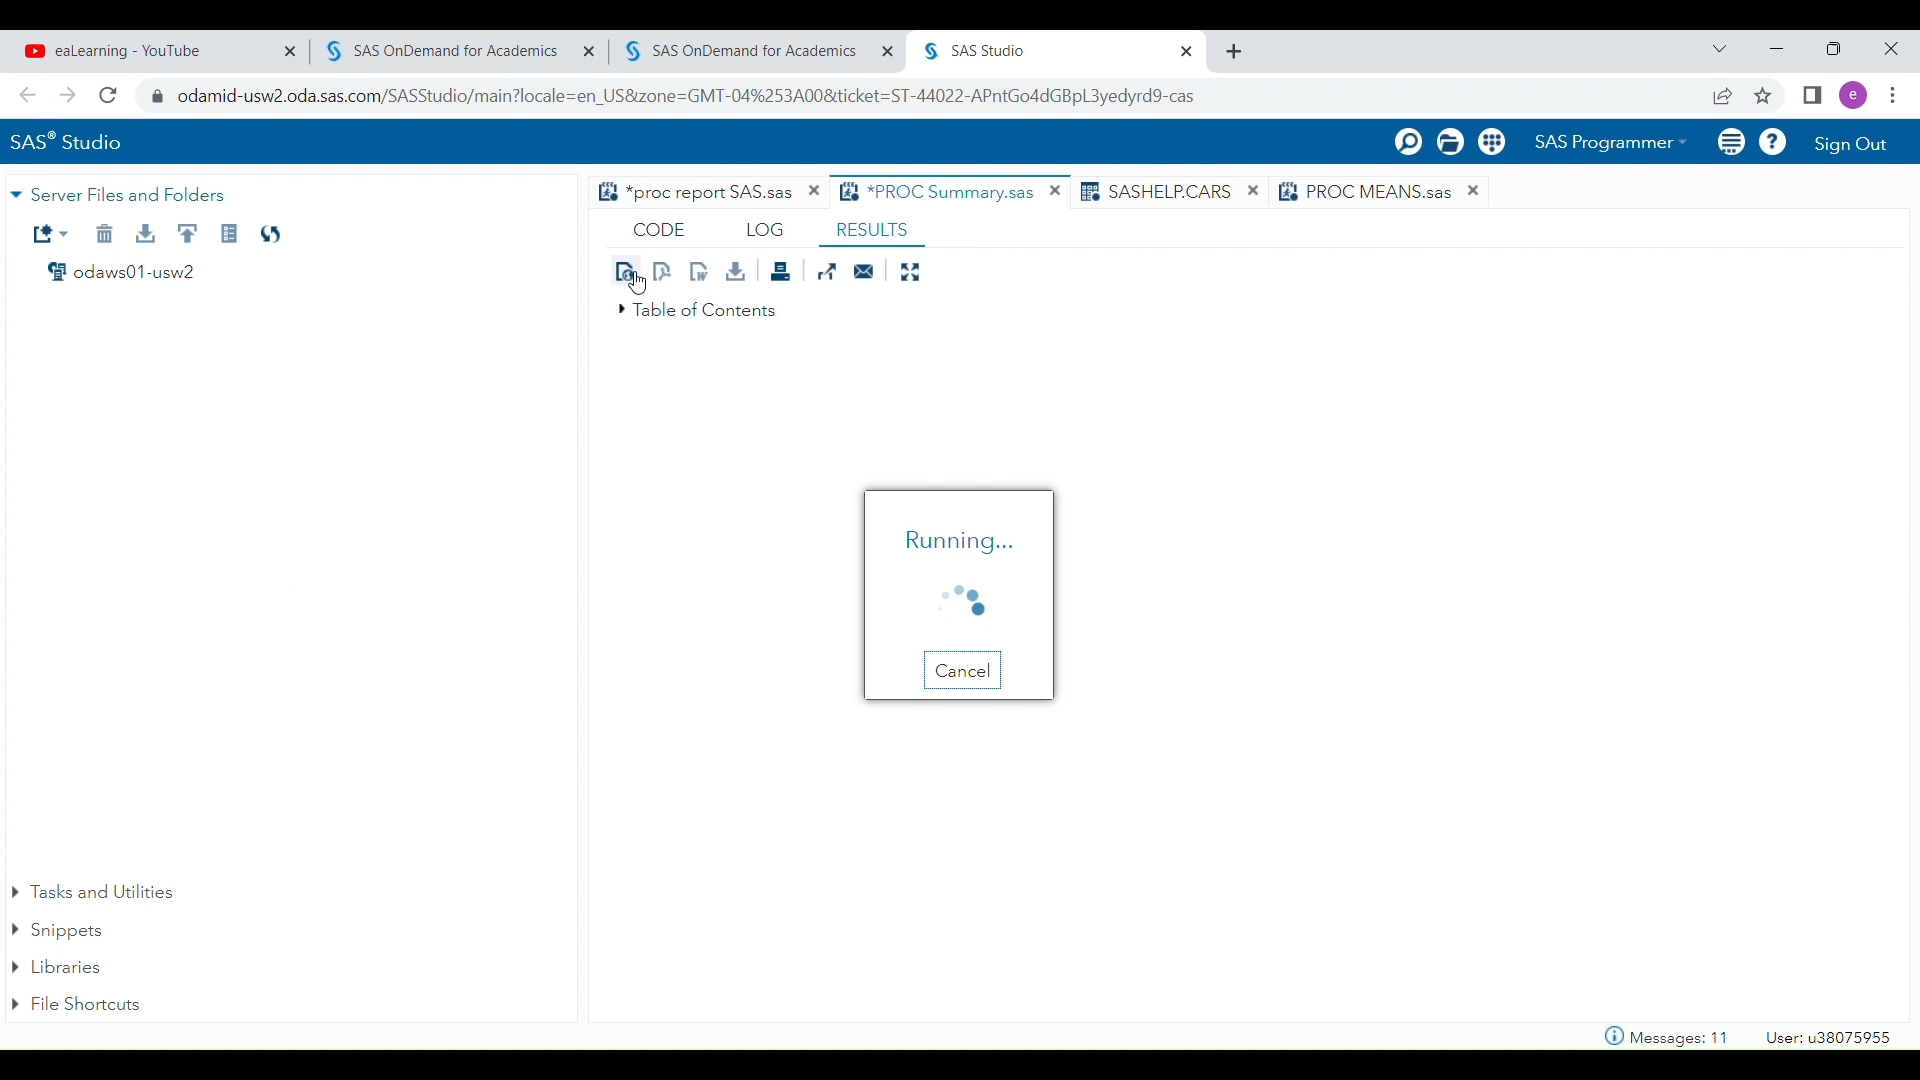 eaLearning - YouTube
SAS OnDemand for Academics
SAS OnDemand for Academics
SAS Studio
odamid-usw2.oda.sas.com/SASStudio/main?locale=en_US&zone=GMT-04%253A00&ticket=ST-44022-APntGo4dGBpL3yedyrd9-cas
e
SAS® Studio
SAS Programmer
?
Sign Out
Server Files and Folders
odaws01-usw2
*proc report SAS.sas
*PROC Summary.sas
SASHELP.CARS
PROC MEANS.sas
CODE
LOG
RESULTS
Table of Contents
Running...
Cancel
Tasks and Utilities
Snippets
Libraries
File Shortcuts
Messages: 11
User: u38075955